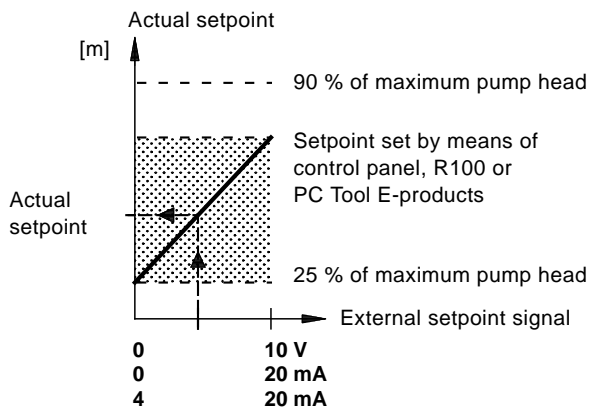 Actual setpoint
[m]
90 % of maximum pump head
Setpoint set by means of
control panel, R100 or
PC Tool E-products
Actual
setpoint
25 % of maximum pump head
External setpoint signal
0 10 V
0 20 mA
4 20 mA